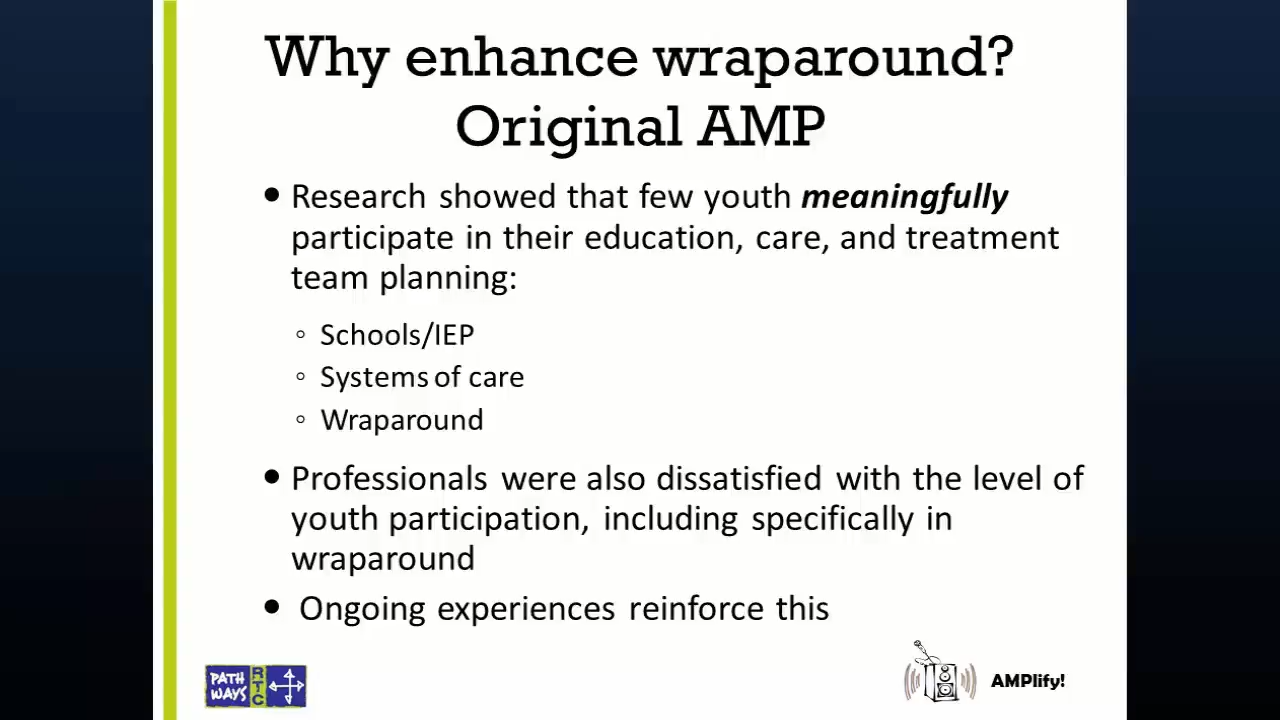 Why enhance wraparound?
Original AMP
• Research showed that few youth meaningfully
participate in their education, care, and treatment
team planning:
◦ Schools/IEP
◦ Systems of care
◦ Wraparound
• Professionals were also dissatisfied with the level of
youth participation, including specifically in
wraparound
• Ongoing experiences reinforce this
PATH
WAYS
RTC
AMPlify!